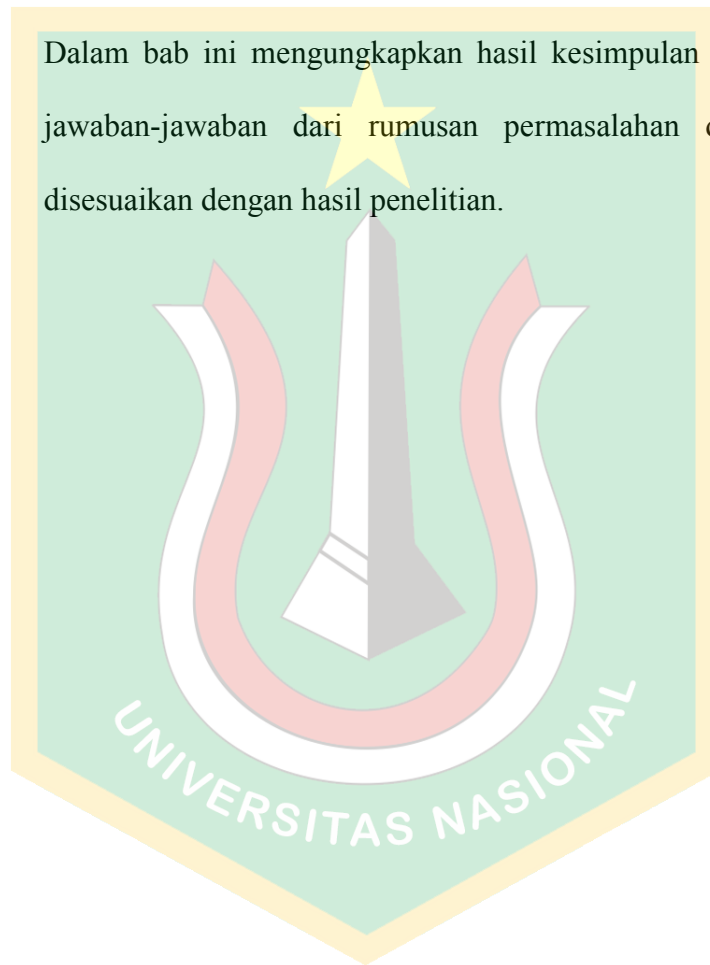 Dalam bab ini mengungkapkan hasil kesimpulan
jawaban-jawaban dari rumusan permasalahan
disesuaikan dengan hasil penelitian.
UNIVERSITAS NASIONAL